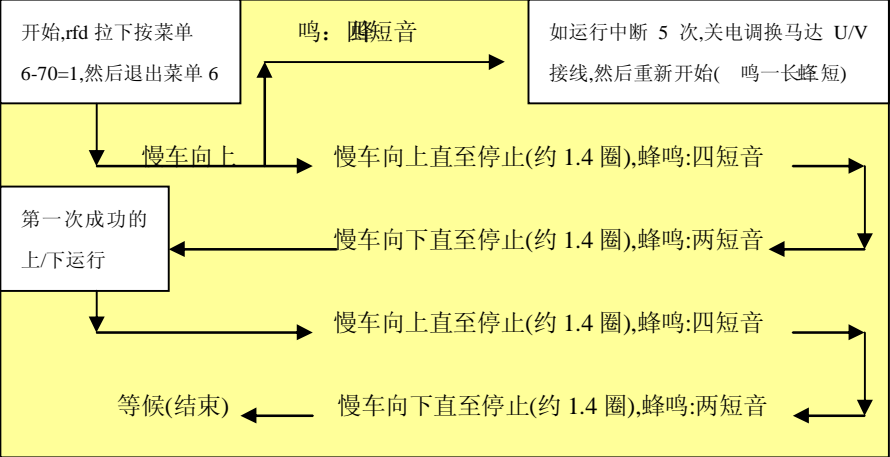 开始,rfd 拉下按菜单
6-70=1,然后退出菜单 6
鸣：四短音
如运行中断 5 次,关电调换马达 U/V
接线,然后重新开始( 鸣一长 短)
慢车向上
慢车向上直至停止(约 1.4 圈),蜂鸣:四短音
第一次成功的
上/下运行
慢车向下直至停止(约 1.4 圈),蜂鸣:两短音
慢车向上直至停止(约 1.4 圈),蜂鸣:四短音
等候(结束)
慢车向下直至停止(约 1.4 圈),蜂鸣:两短音